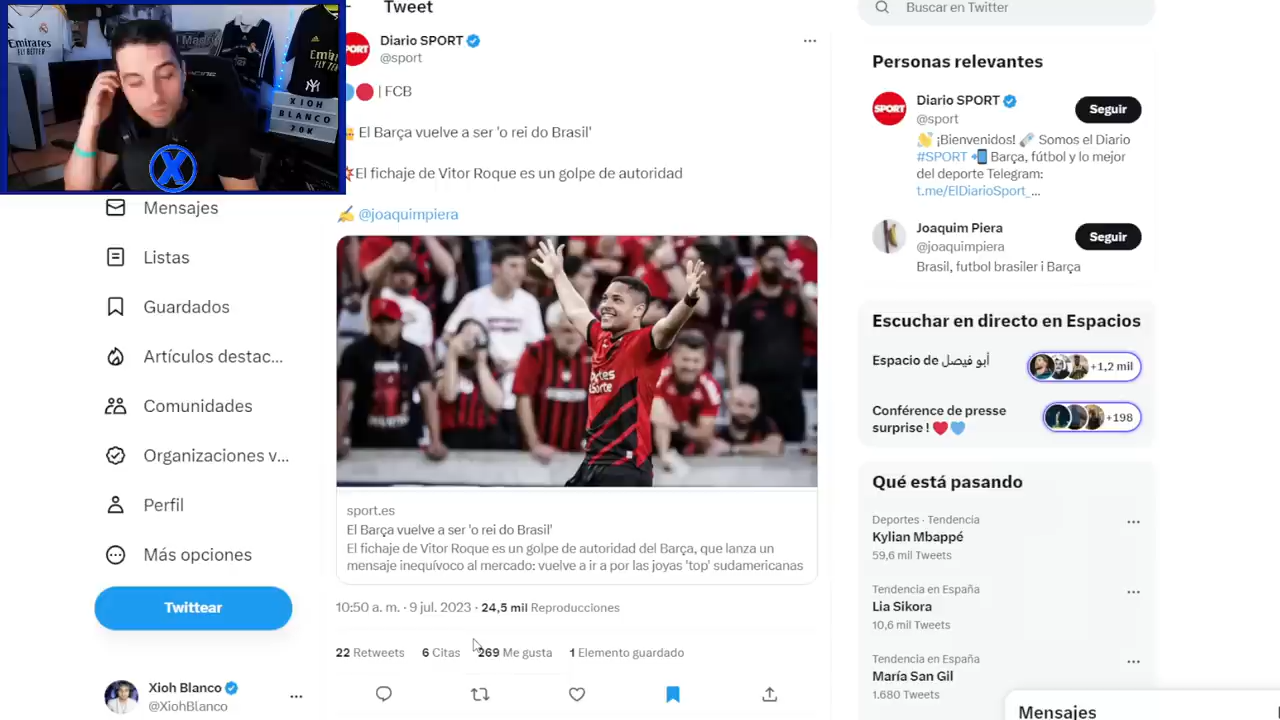 Tweet
Diario SPORT
@sport
| FCB
El Barça vuelve a ser 'o rei do Brasil'
El fichaje de Vitor Roque es un golpe de autoridad
@joaquimpiera
sport.es
El Barça vuelve a ser 'o rei do Brasil'
El fichaje de Vitor Roque es un golpe de autoridad del Barça, que lanza un
mensaje inequívoco al mercado: vuelve a ir a por las joyas 'top' sudamericanas
10:50 a. m. · 9 jul. 2023 · 24,5 mil Reproducciones
22 Retweets 6 Citas 269 Me gusta 1 Elemento guardado
Mensajes
Listas
Guardados
Artículos destac...
Comunidades
Organizaciones v...
Perfil
Más opciones
Twittear
Xioh Blanco
@XiohBlanco
Buscar en Twitter
Personas relevantes
SPORT
Diario SPORT
@sport
Seguir
¡Bienvenidos! Somos el Diario
#SPORT Barça, fútbol y lo mejor
del deporte Telegram:
t.me/ElDiarioSport_...
Joaquim Piera
@joaquimpiera
Seguir
Brasil, futbol brasiler i Barça
Escuchar en directo en Espacios
Espacio de أبو فيصل
+1,2 mil
Conférence de presse
surprise !
+198
Qué está pasando
Deportes · Tendencia
Kylian Mbappé
59,6 mil Tweets
Tendencia en España
Lia Sikora
10,6 mil Tweets
Tendencia en España
María San Gil
1.680 Tweets
Mensajes
Emirates
FLY BETTER
XIOH
BLANCO
70K
X